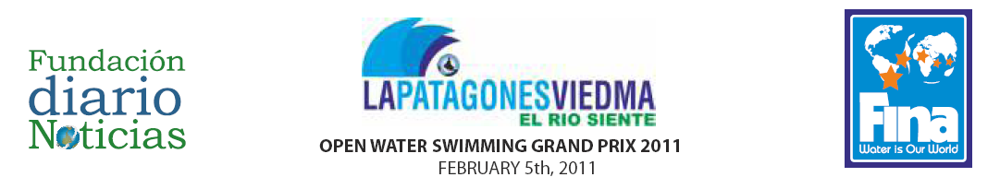 Fundación
diario
Noticias
LAPATAGONESVIEDMA
EL RIO SIENTE
OPEN WATER SWIMMING GRAND PRIX 2011
FEBRUARY 5th, 2011
Fina
Water is Our World